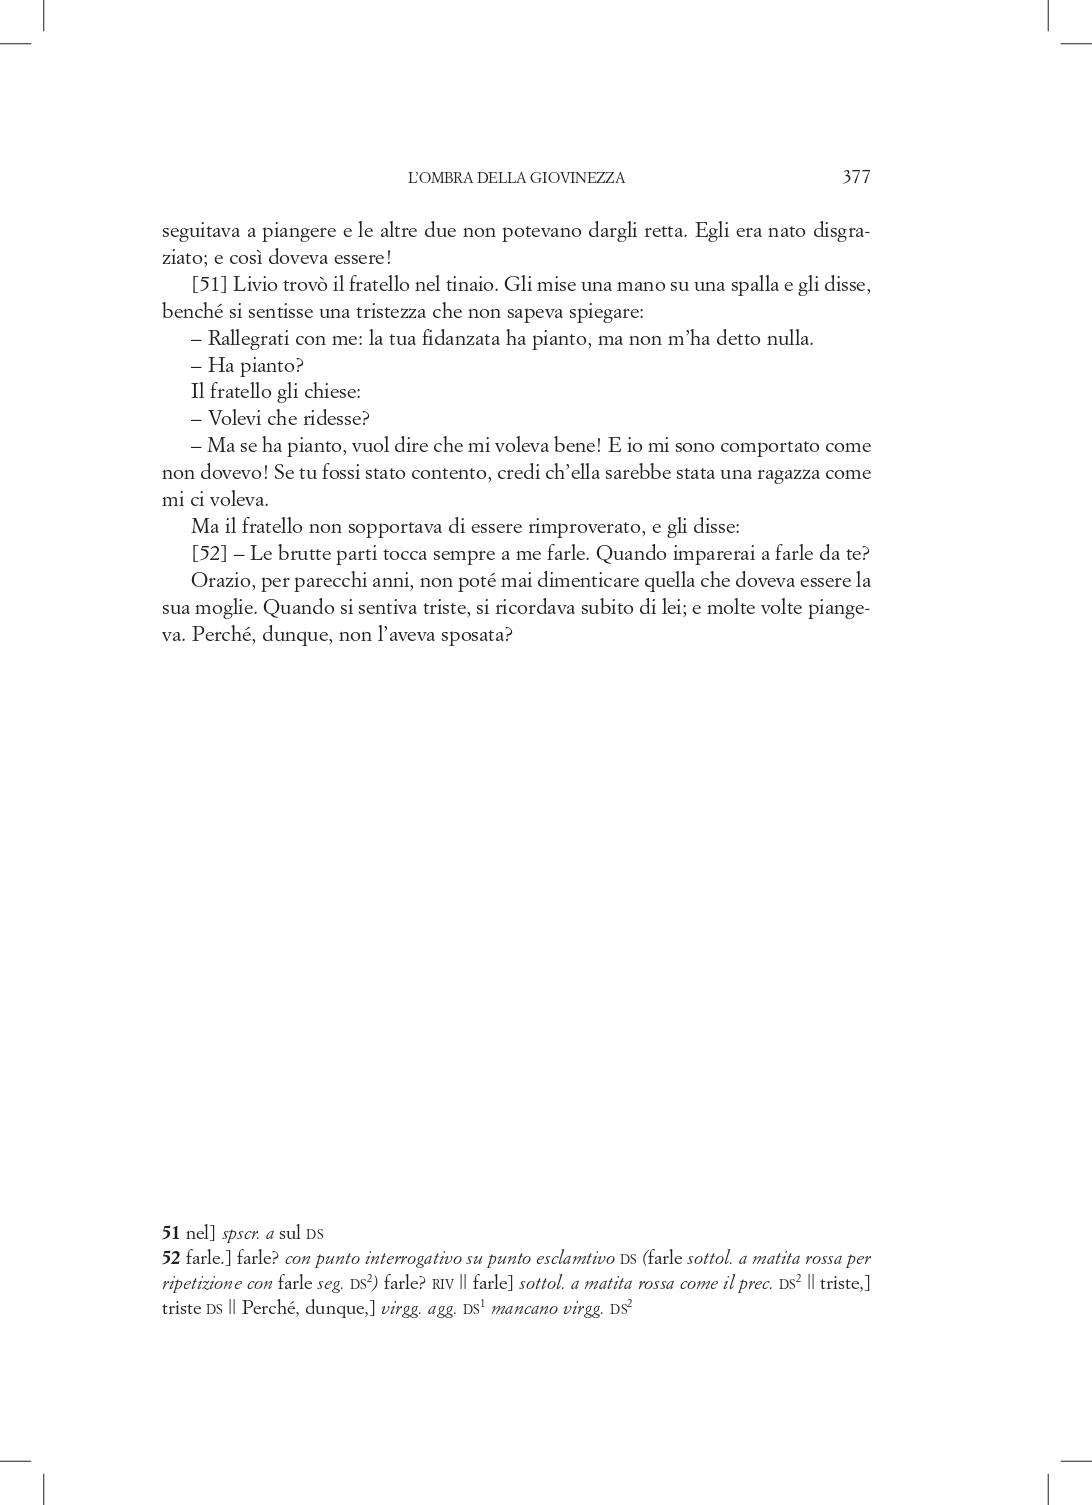 L’OMBRA DELLA GIOVINEZZA 377
seguitava a piangere e le altre due non potevano dargli retta. Egli era nato disgra-
ziato; e così doveva essere!
[51] Livio trovò il fratello nel tinaio. Gli mise una mano su una spalla e gli disse,
benché si sentisse una tristezza che non sapeva spiegare:
– Rallegrati con me: la tua fidanzata ha pianto, ma non m’ha detto nulla.
– Ha pianto?
Il fratello gli chiese:
– Volevi che ridesse?
– Ma se ha pianto, vuol dire che mi voleva bene! E io mi sono comportato come
non dovevo! Se tu fossi stato contento, credi ch’ella sarebbe stata una ragazza come
mi ci voleva.
Ma il fratello non sopportava di essere rimproverato, e gli disse:
[52] – Le brutte parti tocca sempre a me farle. Quando imparerai a farle da te?
Orazio, per parecchi anni, non poté mai dimenticare quella che doveva essere la
sua moglie. Quando si sentiva triste, si ricordava subito di lei; e molte volte piange-
va. Perché, dunque, non l’aveva sposata?
51 nel] spscr. a sul DS
52 farle.] farle? con punto interrogativo su punto esclamtivo DS (farle sottol. a matita rossa per
ripetizione con farle seg. DS²) farle? RIV || farle] sottol. a matita rossa come il prec. DS² || triste,]
triste DS || Perché, dunque,] virgg. agg. DS¹ mancano virgg. DS²